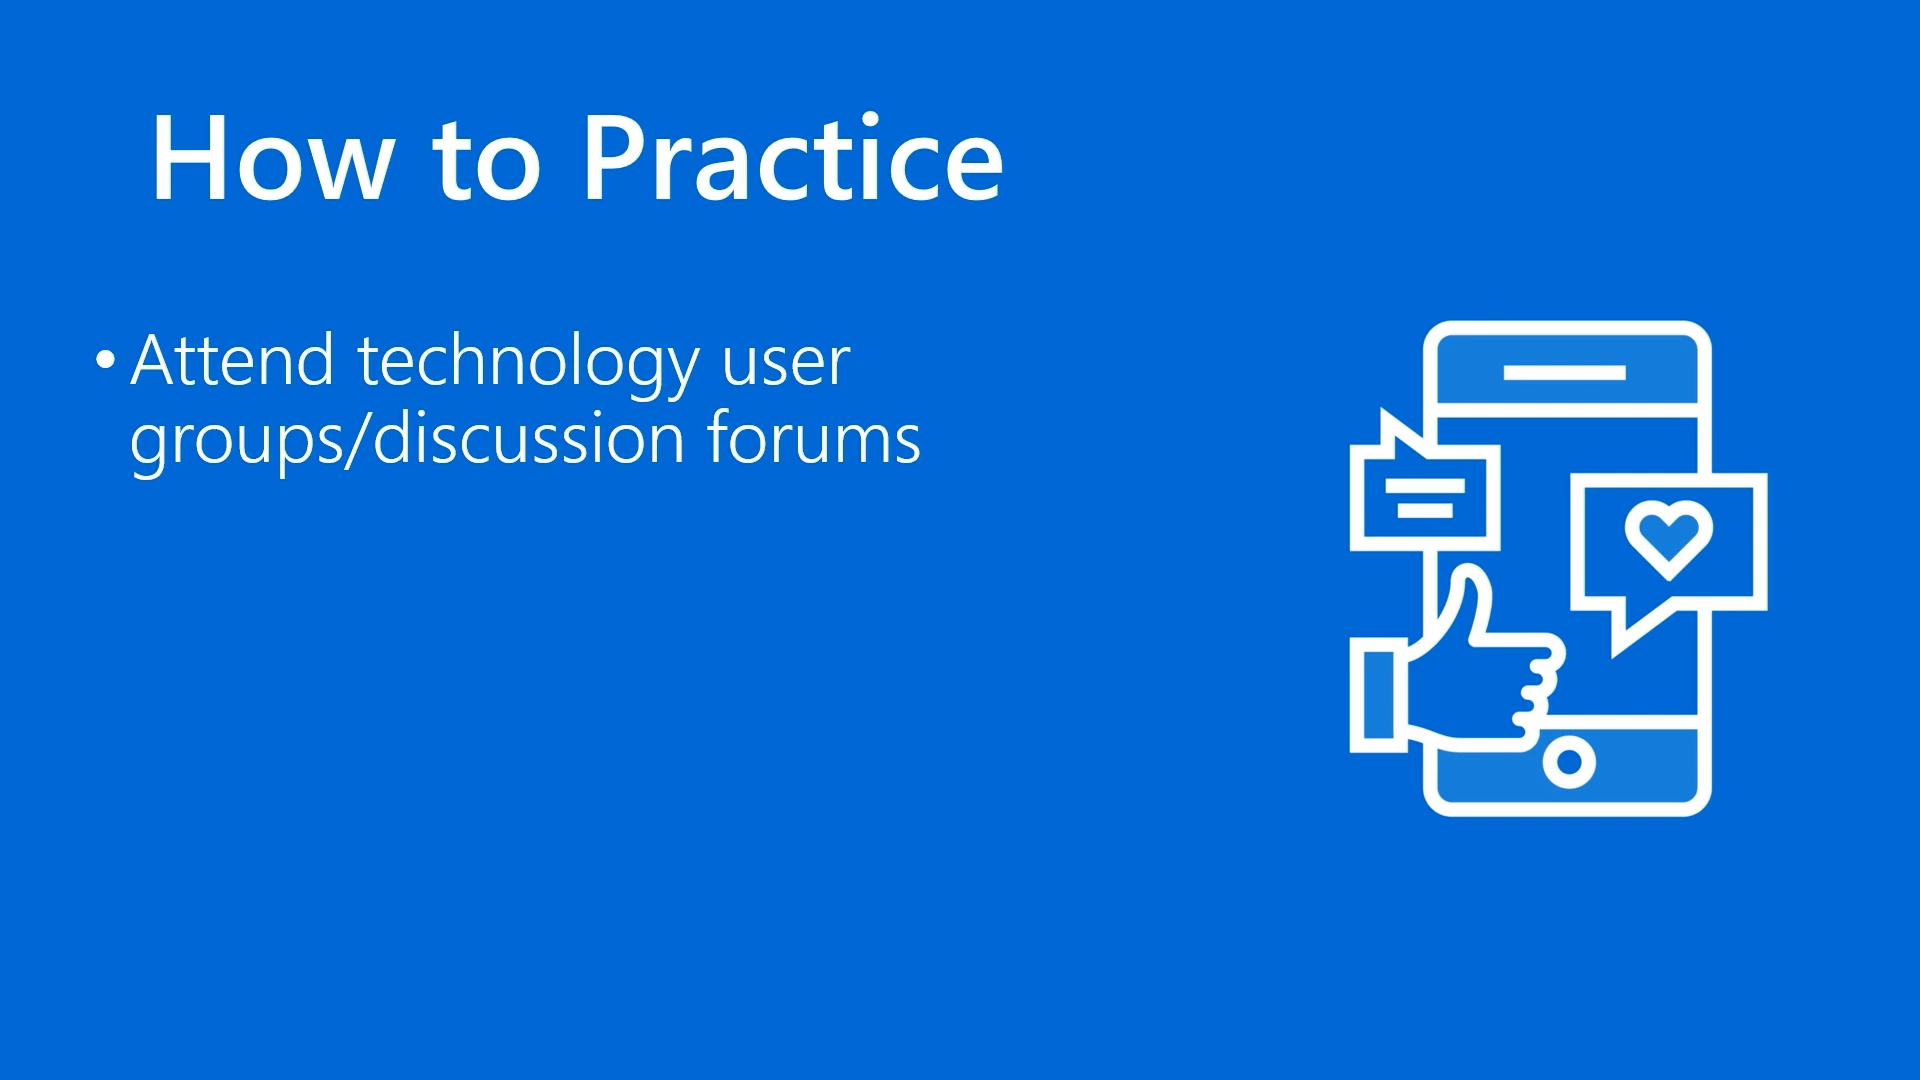 How to Practice
• Attend technology user
groups/discussion forums